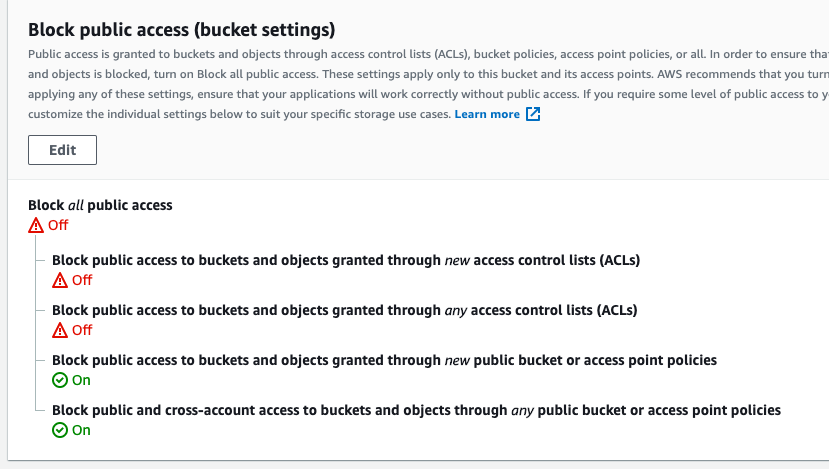 Block public access (bucket settings)
Public access is granted to buckets and objects through access control lists (ACLs), bucket policies, access point policies, or all. In order to ensure that
and objects is blocked, turn on Block all public access. These settings apply only to this bucket and its access points. AWS recommends that you turn
applying any of these settings, ensure that your applications will work correctly without public access. If you require some level of public access to
customize the individual settings below to suit your specific storage use cases. Learn more
Edit
Block all public access
Off
Block public access to buckets and objects granted through new access control lists (ACLs)
Off
Block public access to buckets and objects granted through any access control lists (ACLs)
Off
Block public access to buckets and objects granted through new public bucket or access point policies
On
Block public and cross-account access to buckets and objects through any public bucket or access point policies
On